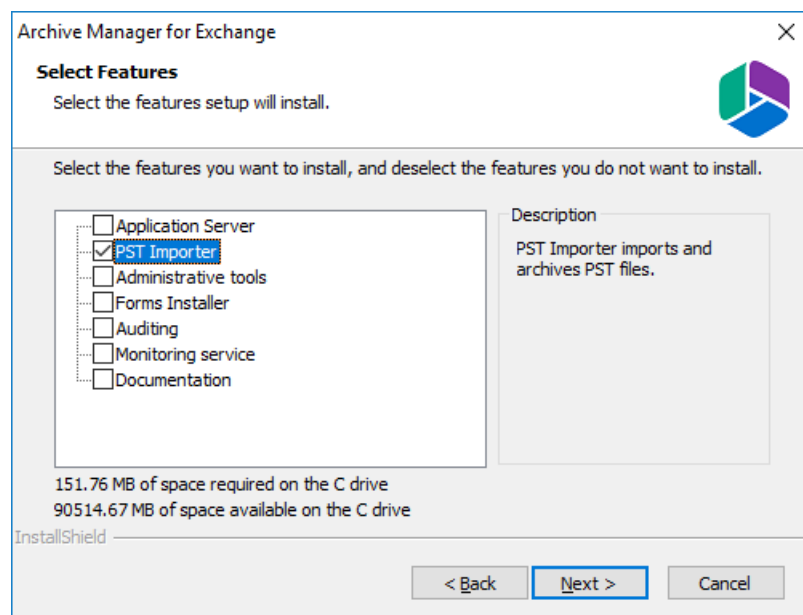 Archive Manager for Exchange
Select Features
Select the features setup will install.
Select the features you want to install, and deselect the features you do not want to install.
Application Server
PST Importer
Administrative tools
Forms Installer
Auditing
Monitoring service
Documentation
Description
PST Importer imports and
archives PST files.
151.76 MB of space required on the C drive
90514.67 MB of space available on the C drive
InstallShield
< Back
Next >
Cancel